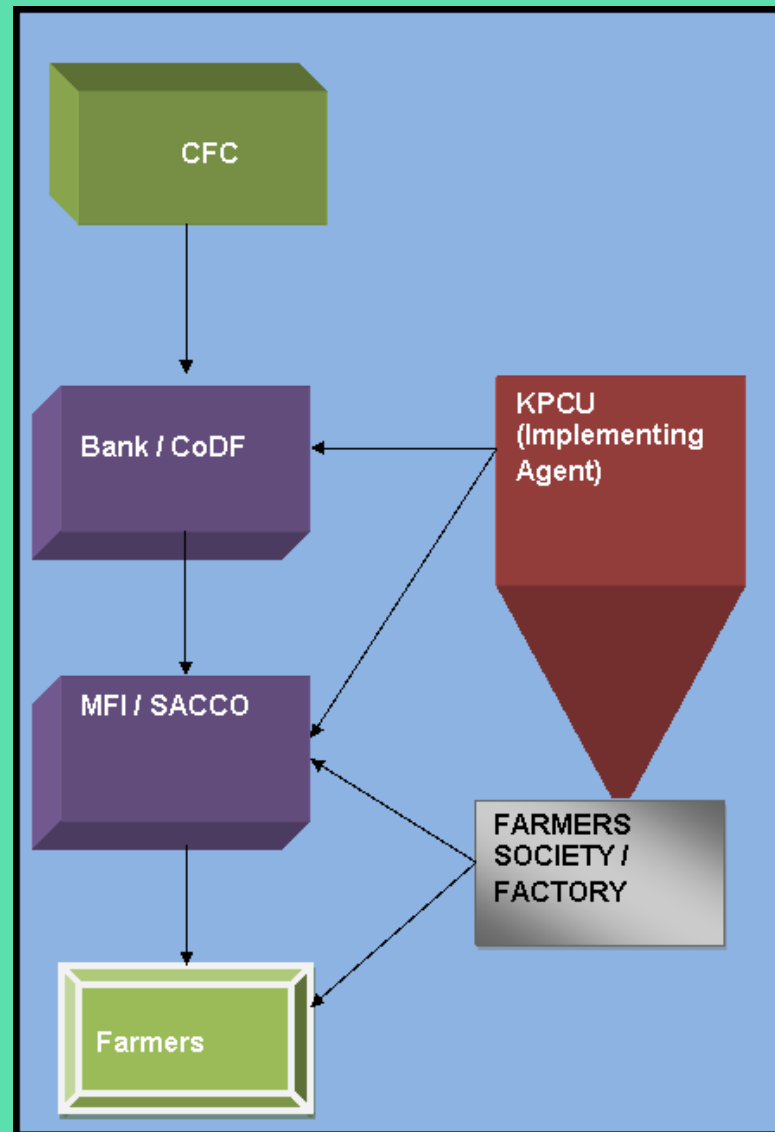 CFC
Bank / CoDF
KPCU
(Implementing
Agent)
MFI / SACCO
FARMERS
SOCIETY /
FACTORY
Farmers